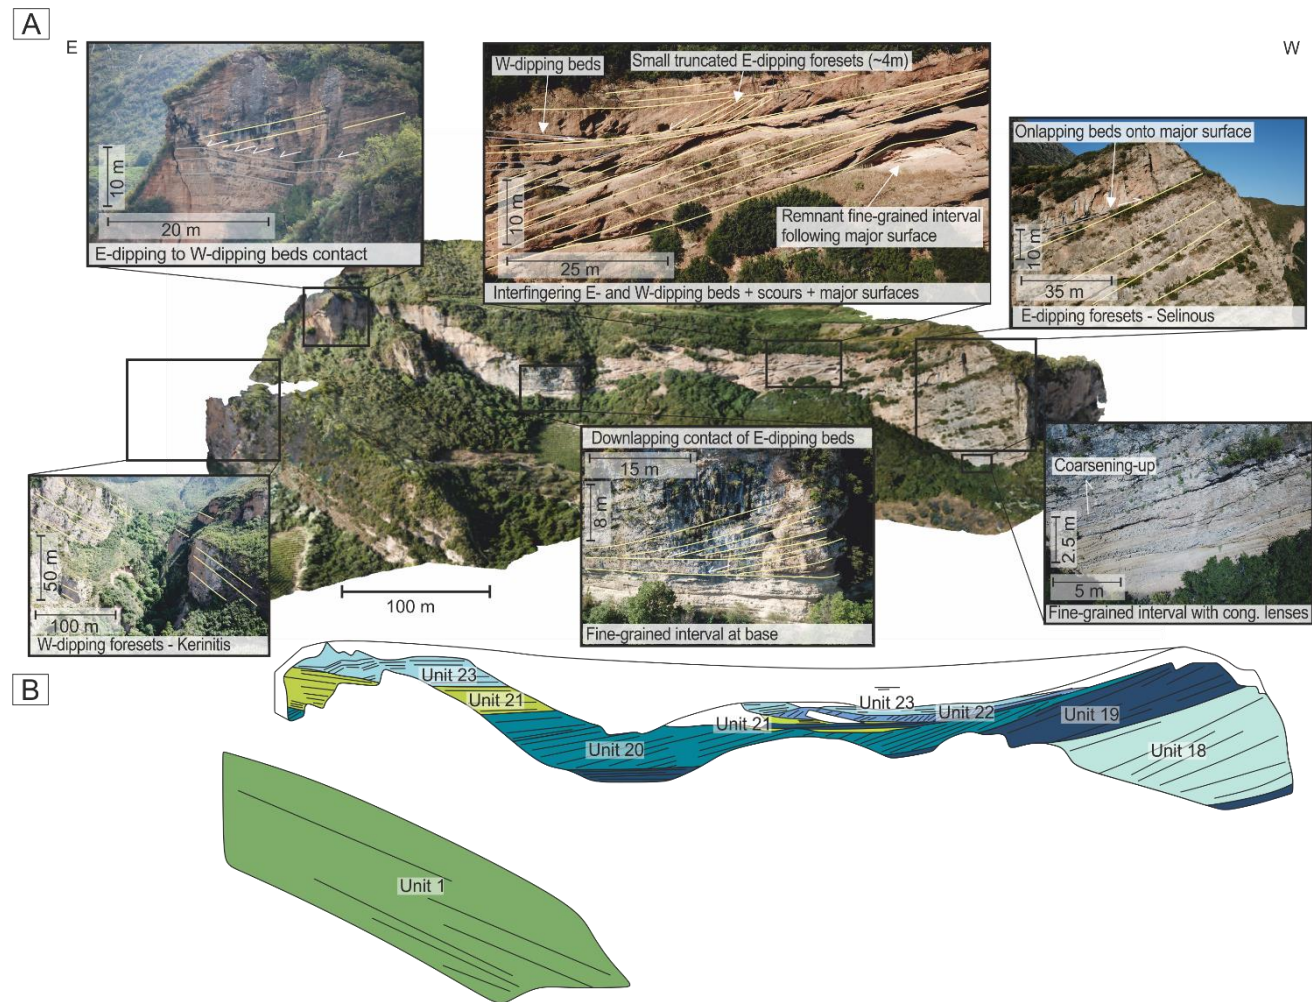 A
E
W
W-dipping beds
Small truncated E-dipping foresets (~4m)
10 m
20 m
E-dipping to W-dipping beds contact
10 m
25 m
Remnant fine-grained interval
following major surface
Interfingering E- and W-dipping beds + scours + major surfaces
Onlapping beds onto major surface
10 m
35 m
E-dipping foresets - Selinous
50 m
100 m
W-dipping foresets - Kerinitis
100 m
Downlapping contact of E-dipping beds
15 m
8 m
Fine-grained interval at base
Coarsening-up
2.5 m
5 m
Fine-grained interval with cong. lenses
B
Unit 23
Unit 21
Unit 20
Unit 21
Unit 23
Unit 22
Unit 19
Unit 18
Unit 1